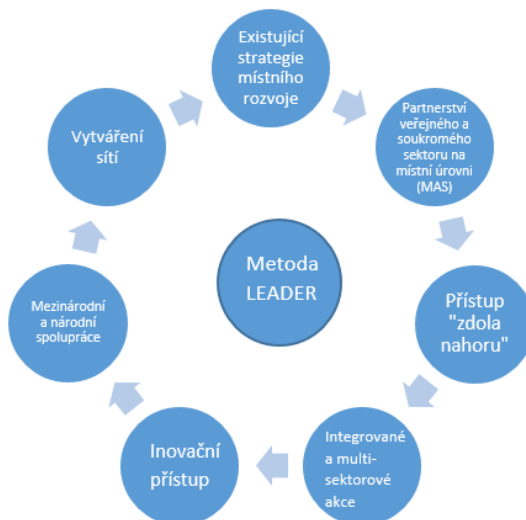 Existující
strategie
místního
rozvoje
Partnerství
veřejného a
soukromého
sektoru na
místní úrovni
(MAS)
Přístup
"zdola
nahoru"
Integrované
a multi-
sektorové
akce
Inovační
přístup
Mezinárodní
a národní
spolupráce
Vytváření
sítí
Metoda
LEADER